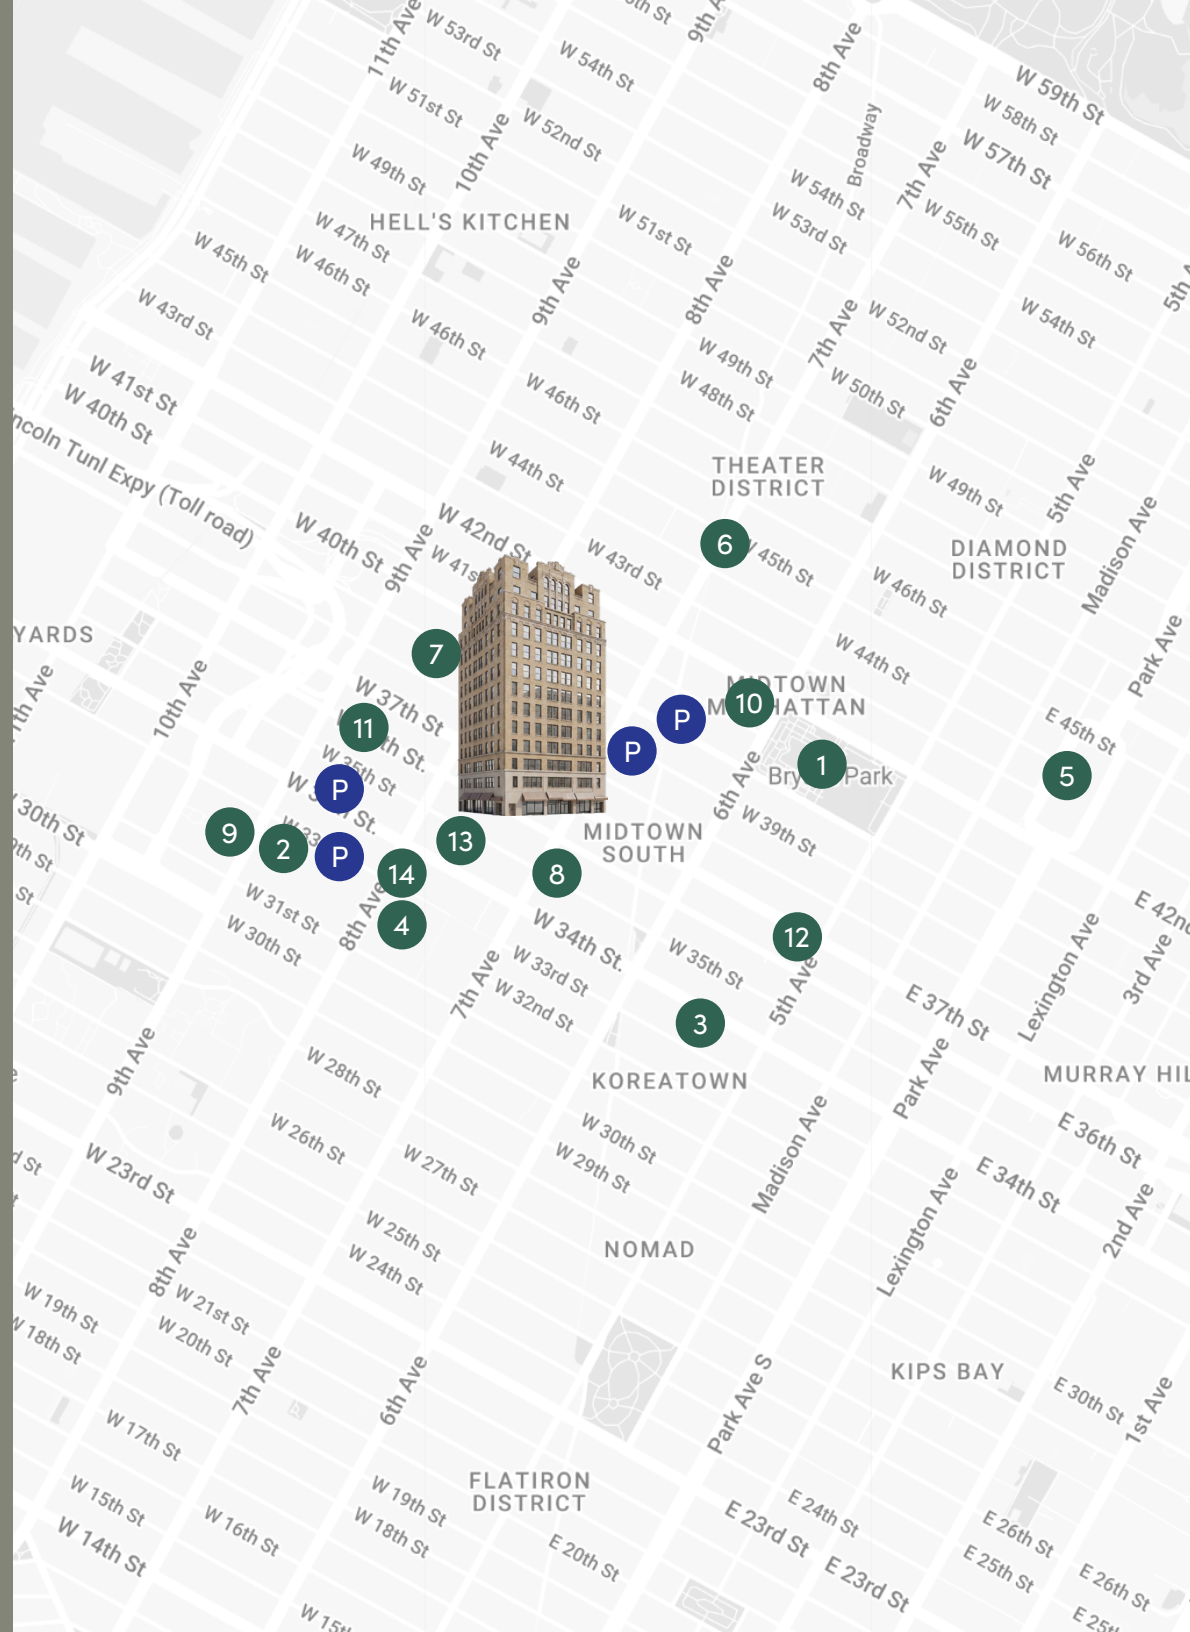 11th Ave
W 53rd St
W 54th St
8th Ave
W 59th St
W 51st St
W 52nd St
10th Ave
Broadway
W 58th St
W 57th St
W 49th St
7th Ave
W 54th St
W 53rd St
W 55th St
HELL'S KITCHEN
W 47th St
W 51st St
W 56th St
W 45th St
W 46th St
9th Ave
8th Ave
W 43rd St
W 46th St
7th Ave
W 52nd St
W 54th St
W 49th St
W 48th St
W 50th St
6th Ave
W 41st St
W 40th St
W 46th St
ncoln Tunl Expy (Toll road)
W 44th St
THEATER
DISTRICT
W 49th St
5th Ave
Madison Ave
W 42nd St
W 40th St
9th Ave
W 41s
W 43rd St
6
W 45th St
DIAMOND
DISTRICT
W 46th St
YARDS
7
W 44th St
Park Ave
10th Ave
W 37th St
MIDTOWN
MANHATTAN
10
P
11
th St.
P
1
Bryant Park
E 45th St
5
W 35th St
P
6th Ave
9
2
P
13
MIDTOWN
SOUTH
W 39th St
W 30th St
14
8
4
8th Ave
W 31st St
W 30th St
W 34th St.
12
W 35th St
5th Ave
E 42nd
Lexington Ave
3rd Ave
7th Ave
W 33rd St
W 32nd St
3
E 37th St
9th Ave
W 28th St
KOREATOWN
Park Ave
MURRAY HIL
W 26th St
W 30th St
W 29th St
Madison Ave
E 36th St
W 23rd St
W 27th St
E 34th St
2nd Ave
Lexington Ave
W 25th St
W 24th St
NOMAD
8th Ave
W 21st St
W 20th St
W 19th St
W 18th St
7th Ave
6th Ave
Park Ave S
KIPS BAY
E 30th St
1st Ave
W 17th St
FLATIRON
DISTRICT
W 15th St
W 14th St
W 16th St
W 19th St
W 18th St
E 20th St
E 23rd St
E 24th St
E 23rd St
E 26th St
E 25th St
E 26th St
W 15t
E 25t